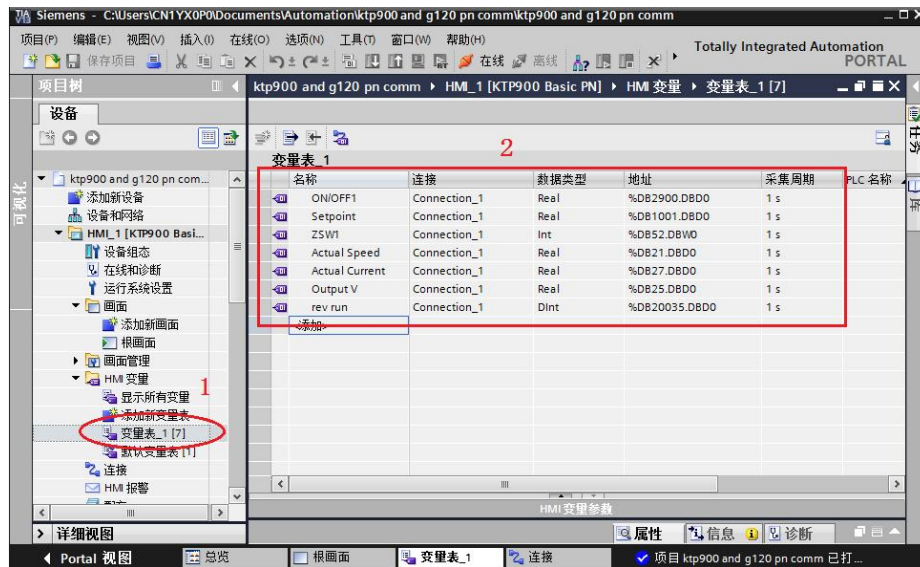 Siemens - C:\Users\CN1YX0P0\Documents\Automation\ktp900 and g120 pn comm\ktp900 and g120 pn comm
项目(P) 编辑(E) 视图(V) 插入(I) 在线(O) 选项(N) 工具(T) 窗口(W) 帮助(H)
Totally Integrated Automation
PORTAL
保存项目 在线 离线
项目树
ktp900 and g120 pn comm HMI_1 [KTP900 Basic PN] HMI 变量 变量表_1 [7]
设备
2
变量表_1
名称 连接 数据类型 地址 采集周期 PLC 名称
ON/OFF1 Connection_1 Real %DB2900.DBD0 1 s
Setpoint Connection_1 Real %DB1001.DBD0 1 s
ZSW1 Connection_1 Int %DB52.DBW0 1 s
Actual Speed Connection_1 Real %DB21.DBD0 1 s
Actual Current Connection_1 Real %DB27.DBD0 1 s
Output V Connection_1 Real %DB25.DBD0 1 s
rev run Connection_1 DInt %DB20035.DBD0 1 s
<添加>
ktp900 and g120 pn com...
添加新设备
设备和网络
HMI_1 [KTP900 Basi...
设备组态
在线和诊断
运行系统设置
画面
添加新画面
根画面
画面管理
HMI 变量
1
显示所有变量
添加新变量表
变量表_1 [7]
默认变量表 [1]
连接
HMI 报警
可视化
任务
库
HMI变量参数
详细视图
属性 信息 诊断
Portal 视图 总览 根画面 变量表_1 连接 项目 ktp900 and g120 pn comm 已打...